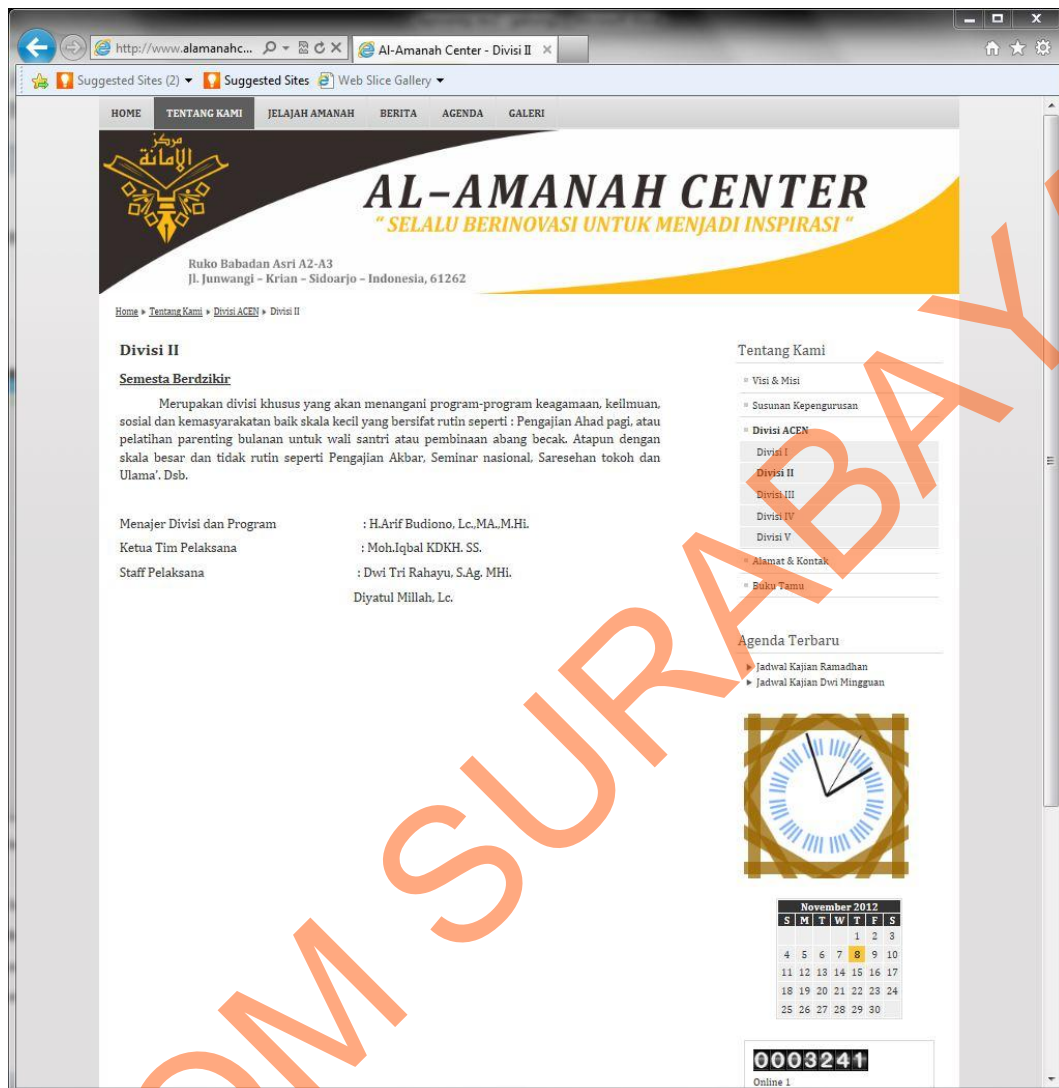 http://www.alamanahc...
Al-Amanah Center - Divisi II
Suggested Sites (2)
Suggested Sites
Web Slice Gallery
HOME TENTANG KAMI JELAJAH AMANAH BERITA AGENDA GALERI
مركز
الإمانة
AL-AMANAH CENTER
“ SELALU BERINOVASI UNTUK MENJADI INSPIRASI “
Ruko Babadan Asri A2-A3
Jl. Junwangi – Krian – Sidoarjo – Indonesia, 61262
Home » Tentang Kami » Divisi ACEN » Divisi II
Divisi II
Semesta Berdzikir
Merupakan divisi khusus yang akan menangani program-program keagamaan, keilmuan,
sosial dan kemasyarakatan baik skala kecil yang bersifat rutin seperti : Pengajian Ahad pagi, atau
pelatihan parenting bulanan untuk wali santri atau pembinaan abang becak. Atapun dengan
skala besar dan tidak rutin seperti Pengajian Akbar, Seminar nasional, Saresehan tokoh dan
Ulama’. Dsb.
Menajer Divisi dan Program : H.Arif Budiono, Lc.,MA.,M.Hi.
Ketua Tim Pelaksana : Moh.Iqbal KDKH. SS.
Staff Pelaksana : Dwi Tri Rahayu, S.Ag. MHi.
Diyatul Millah, Lc.
Tentang Kami
Visi & Misi
Susunan Kepengurusan
Divisi ACEN
Divisi I
Divisi II
Divisi III
Divisi IV
Divisi V
Alamat & Kontak
Buku Tamu
Agenda Terbaru
Jadwal Kajian Ramadhan
Jadwal Kajian Dwi Mingguan
November 2012
S M T W T F S
1 2 3
4 5 6 7 8 9 10
11 12 13 14 15 16 17
18 19 20 21 22 23 24
25 26 27 28 29 30
0003241
Online 1
OM SURABAY